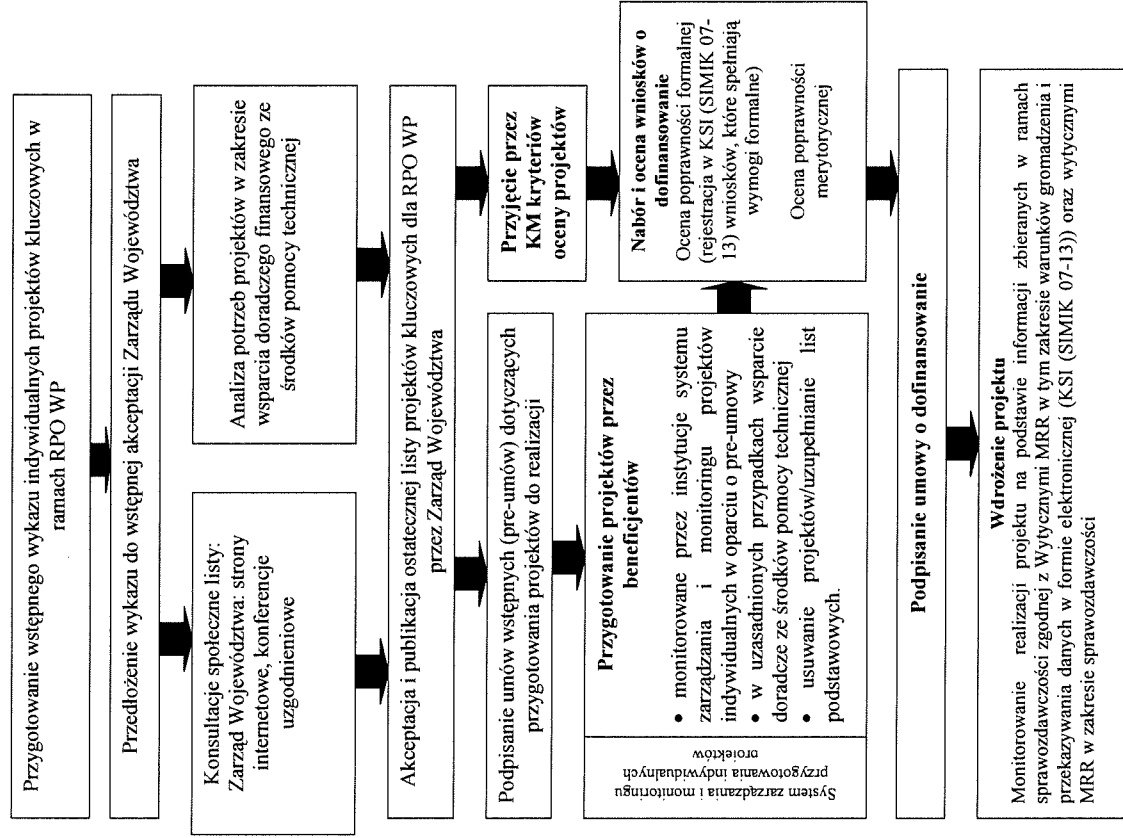 Przygotowanie wstępnego wykazu indywidualnych projektów kluczowych w
ramach RPO WP
Przedłożenie wykazu do wstępnej akceptacji Zarządu Województwa
Konsultacje społeczne listy:
Zarząd Województwa: strony
internetowe, konferencje
uzgodnieniowe
Analiza potrzeb projektów w zakresie
wsparcia doradczego finansowego ze
środków pomocy technicznej
Akceptacja i publikacja ostatecznej listy projektów kluczowych dla RPO WP
przez Zarząd Województwa
Podpisanie umów wstępnych (pre-umów) dotyczących
przygotowania projektów do realizacji
Przyjęcie przez
KM kryteriów
oceny projektów
System zarządzania i monitoringu
przygotowania indywidualnych
projektów
Przygotowanie projektów przez
beneficjentów
• monitorowane przez instytucje systemu
zarządzania i monitoringu projektów
indywidualnych w oparciu o pre-umowy
• w uzasadnionych przypadkach wsparcie
doradcze ze środków pomocy technicznej
• usuwanie projektów/uzupełnianie list
podstawowych.
Nabór i ocena wniosków o
dofinansowanie
Ocena poprawności formalnej
(rejestracja w KSI (SIMIK 07-
13) wniosków, które spełniają
wymogi formalne)
Ocena poprawności
merytorycznej
Podpisanie umowy o dofinansowanie
Wdrożenie projektu
Monitorowanie realizacji projektu na podstawie informacji zbieranych w ramach
sprawozdawczości zgodnej z Wytycznymi MRR w tym zakresie warunków gromadzenia i
przekazywania danych w formie elektronicznej (KSI (SIMIK 07-13)) oraz wytycznymi
MRR w zakresie sprawozdawczości